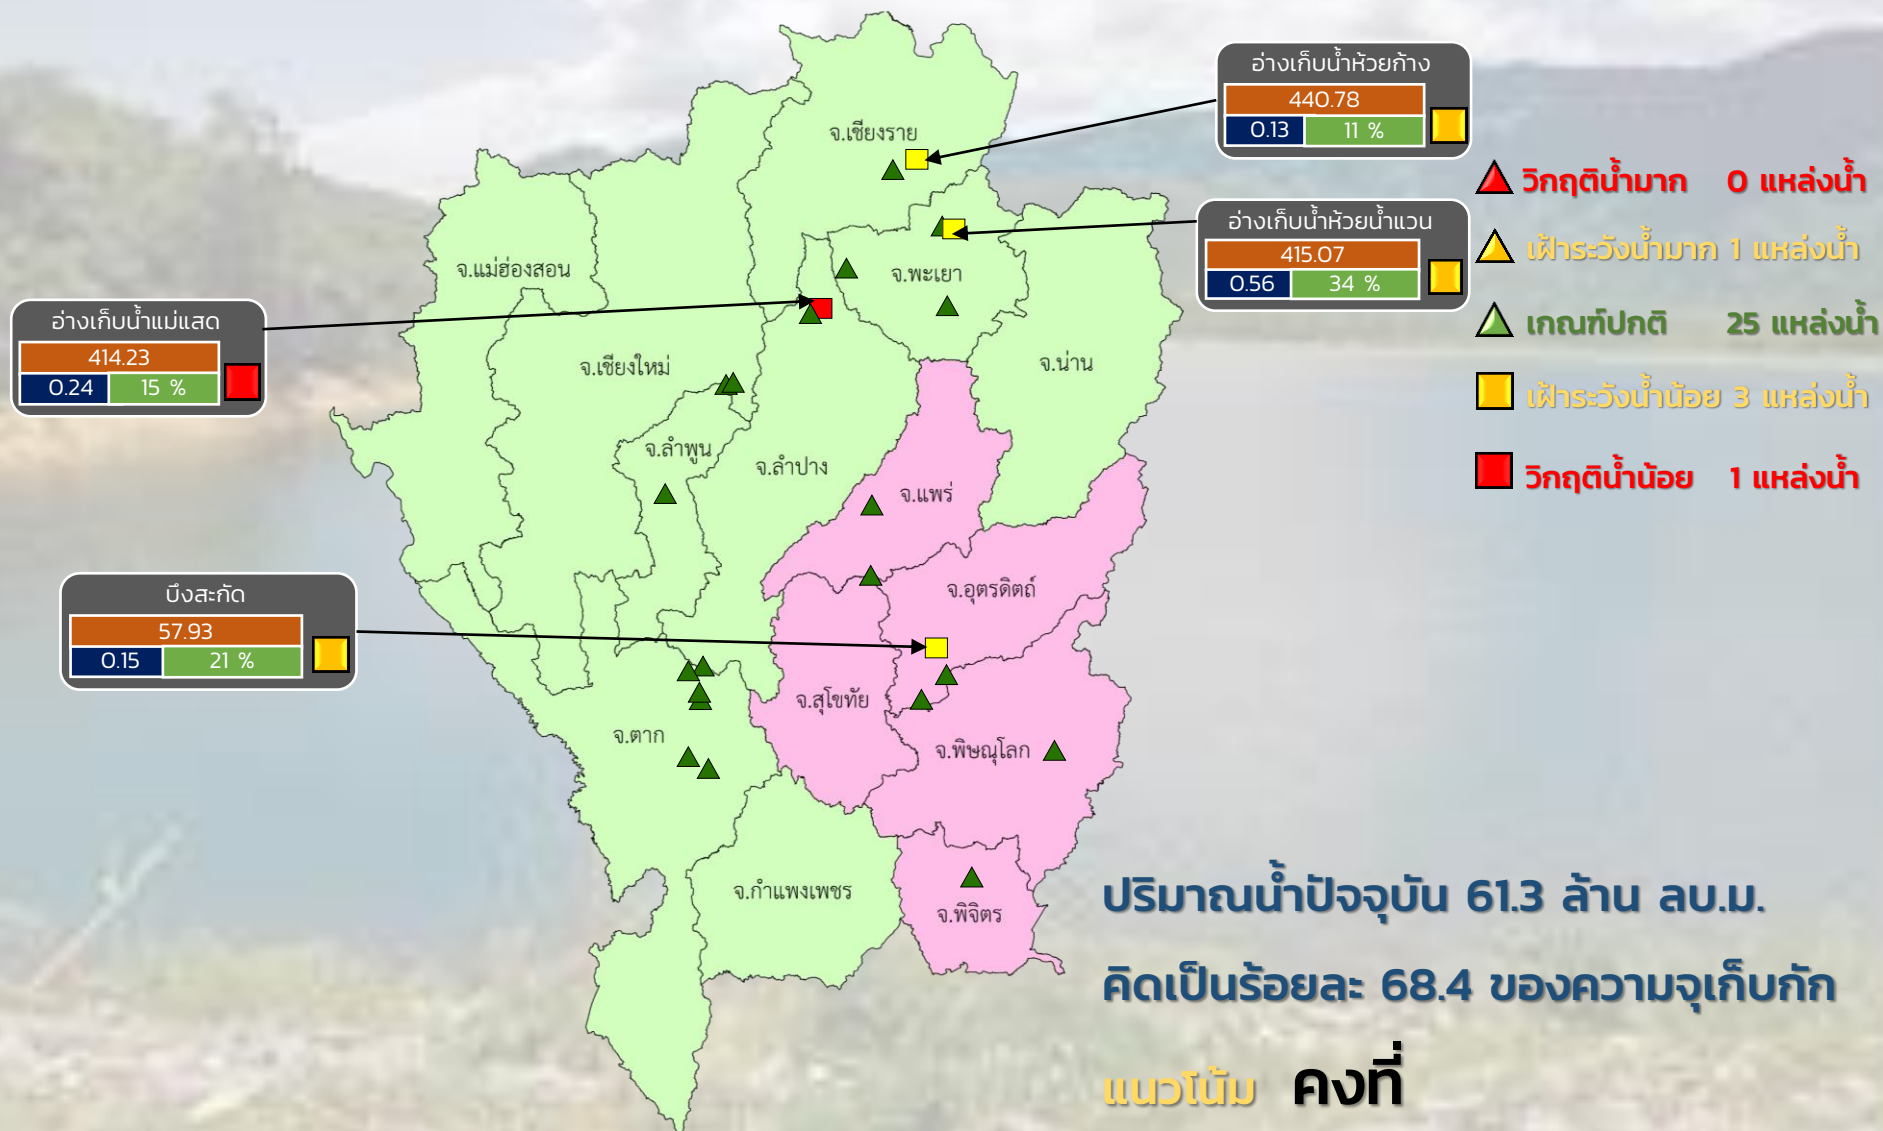 อ่างเก็บน้ำห้วยก้าง
440.78
0.13 11 %
อ่างเก็บน้ำห้วยน้ำแวน
415.07
0.56 34 %
อ่างเก็บน้ำแม่แสด
414.23
0.24 15 %
บึงสะกัด
57.93
0.15 21 %
วิกฤติน้ำมาก 0 แหล่งน้ำ
เฝ้าระวังน้ำมาก 1 แหล่งน้ำ
เกณฑ์ปกติ 25 แหล่งน้ำ
เฝ้าระวังน้ำน้อย 3 แหล่งน้ำ
วิกฤติน้ำน้อย 1 แหล่งน้ำ
จ.เชียงราย
จ.แม่ฮ่องสอน
จ.พะเยา
จ.เชียงใหม่
จ.น่าน
จ.ลำพูน
จ.ลำปาง
จ.แพร่
จ.อุตรดิตถ์
จ.สุโขทัย
จ.ตาก
จ.พิษณุโลก
จ.กำแพงเพชร
จ.พิจิตร
ปริมาณน้ำปัจจุบัน 61.3 ล้าน ลบ.ม.
คิดเป็นร้อยละ 68.4 ของความจุเก็บกัก
แนวโน้ม คงที่